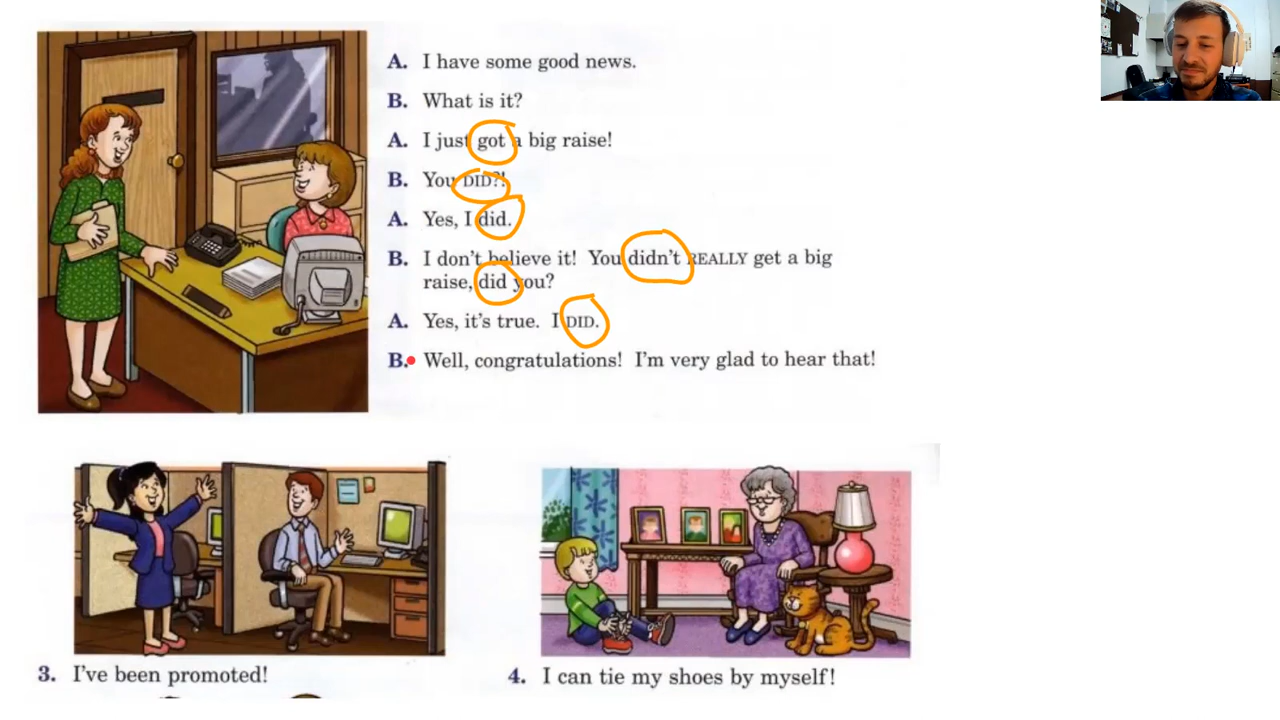 A. I have some good news.
B. What is it?
A. I just got a big raise!
B. You DID?!
A. Yes, I did.
B. I don't believe it! You didn't REALLY get a big
raise, did you?
A. Yes, it's true. I DID.
B. Well, congratulations! I'm very glad to hear that!
3. I've been promoted!
4. I can tie my shoes by myself!